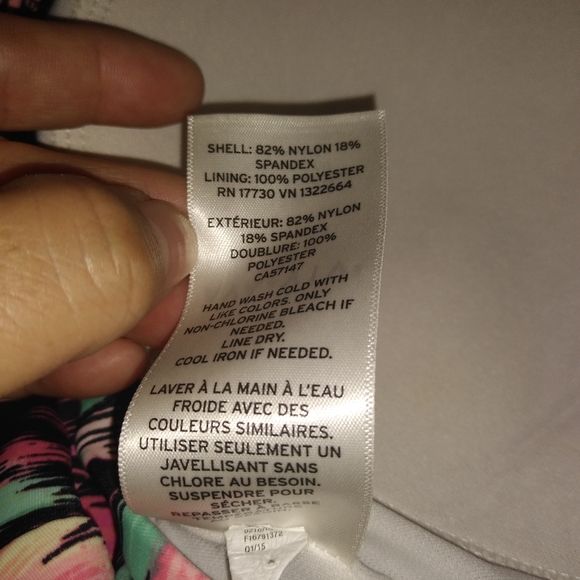 SHELL: 82% NYLON 18%
SPANDEX
LINING: 100% POLYESTER
RN 17730 VN 1322664
EXTÉRIEUR: 82% NYLON
18% SPANDEX
DOUBLURE: 100%
POLYESTER
CA57147
HAND WASH COLD WITH
LIKE COLORS. ONLY
NON-CHLORINE BLEACH IF
NEEDED.
LINE DRY.
COOL IRON IF NEEDED.
LAVER À LA MAIN À L'EAU
FROIDE AVEC DES
COULEURS SIMILAIRES.
UTILISER SEULEMENT UN
JAVELLISANT SANS
CHLORE AU BESOIN.
SUSPENDRE POUR
SÉCHER.
REPASSER À BASSE
F10791372
01/15